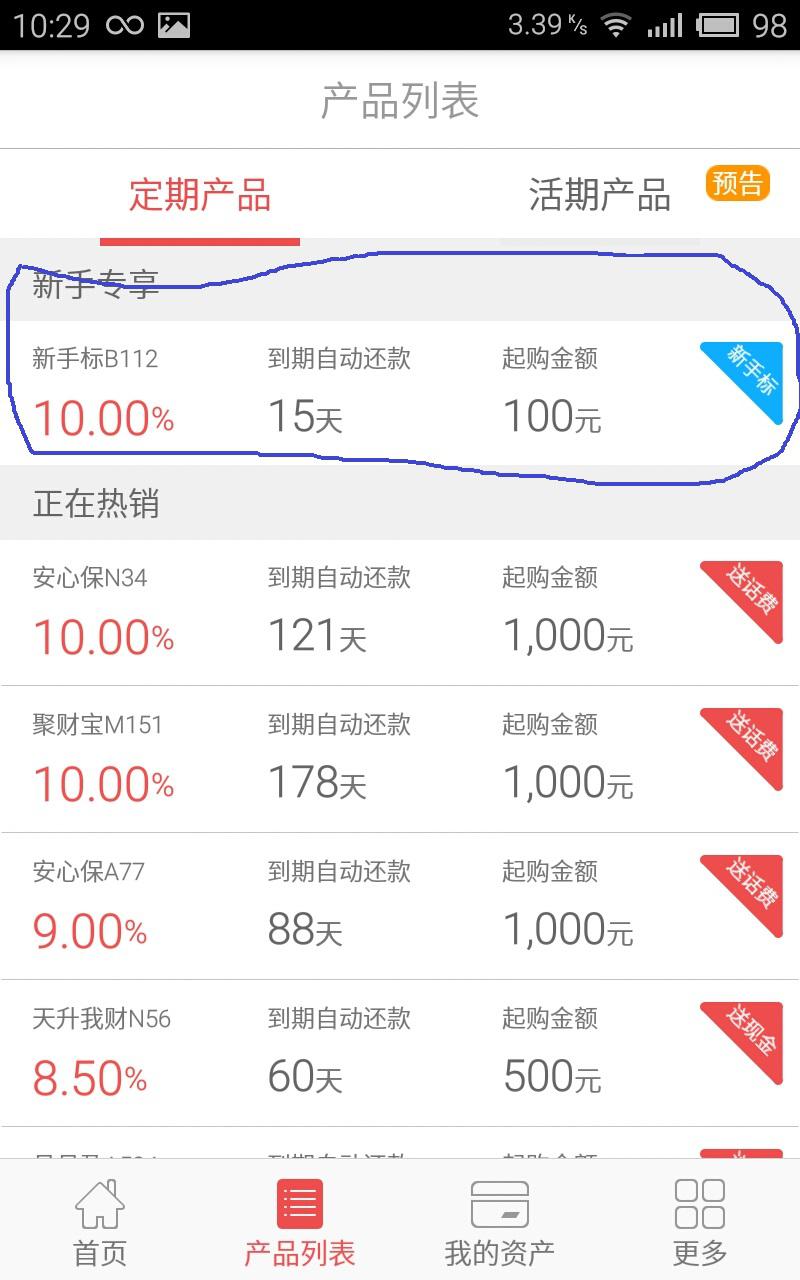 10:29 3.39 K/s 98
产品列表
定期产品 活期产品 预告
新手专享
新手标B112 到期自动还款 起购金额 新手标
10.00% 15天 100元
正在热销
安心保N34 到期自动还款 起购金额 送话费
10.00% 121天 1,000元
聚财宝M151 到期自动还款 起购金额 送话费
10.00% 178天 1,000元
安心保A77 到期自动还款 起购金额 送话费
9.00% 88天 1,000元
天升我财N56 到期自动还款 起购金额 送现金
8.50% 60天 500元
首页 产品列表 我的资产 更多